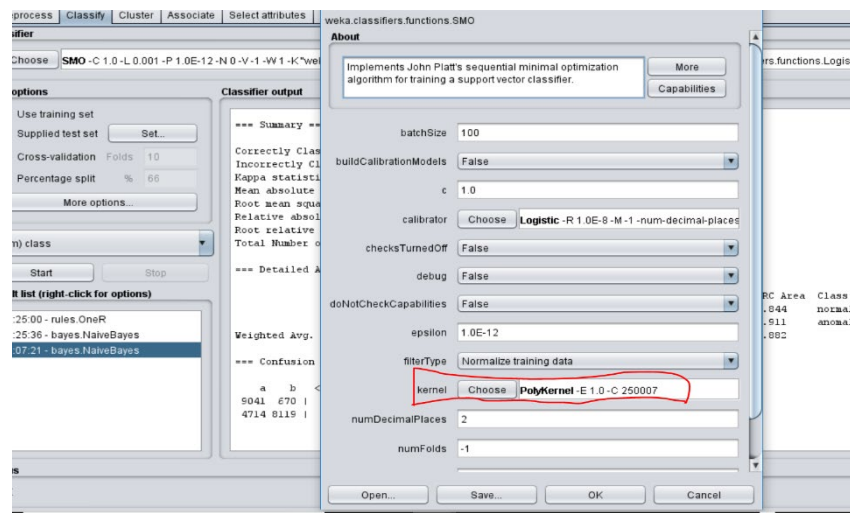 process Classify Cluster Associate Select attributes
weka.classifiers.functions.SMO
ifier
About
Choose SMO -C 1.0 -L 0.001 -P 1.0E-12 -N 0 -V -1 -W 1 -K "wel
Implements John Platt's sequential minimal optimization
algorithm for training a support vector classifier.
More
Capabilities
rs.functions.Logis
options
Use training set
Supplied test set Set...
Cross-validation Folds 10
Percentage split % 66
More options...
m) class
Start Stop
lt list (right-click for options)
:25:00 - rules.OneR
:25:36 - bayes.NaiveBayes
:07:21 - bayes.NaiveBayes
Classifier output
=== Summary ==
Correctly Clas
Incorrectly Cl
Kappa statisti
Mean absolute
Root mean squa
Relative absol
Root relative
Total Number o
=== Detailed A
Weighted Avg.
=== Confusion
a b <
9041 670 |
4714 8119 |
batchSize 100
buildCalibrationModels False
c 1.0
calibrator Choose Logistic -R 1.0E-8 -M -1 -num-decimal-places
checksTurnedOff False
debug False
doNotCheckCapabilities False
epsilon 1.0E-12
filterType Normalize training data
kernel Choose PolyKernel -E 1.0 -C 250007
numDecimalPlaces 2
numFolds -1
Open... Save... OK Cancel
RC Area Class
.844 normal
.911 anomal
.882